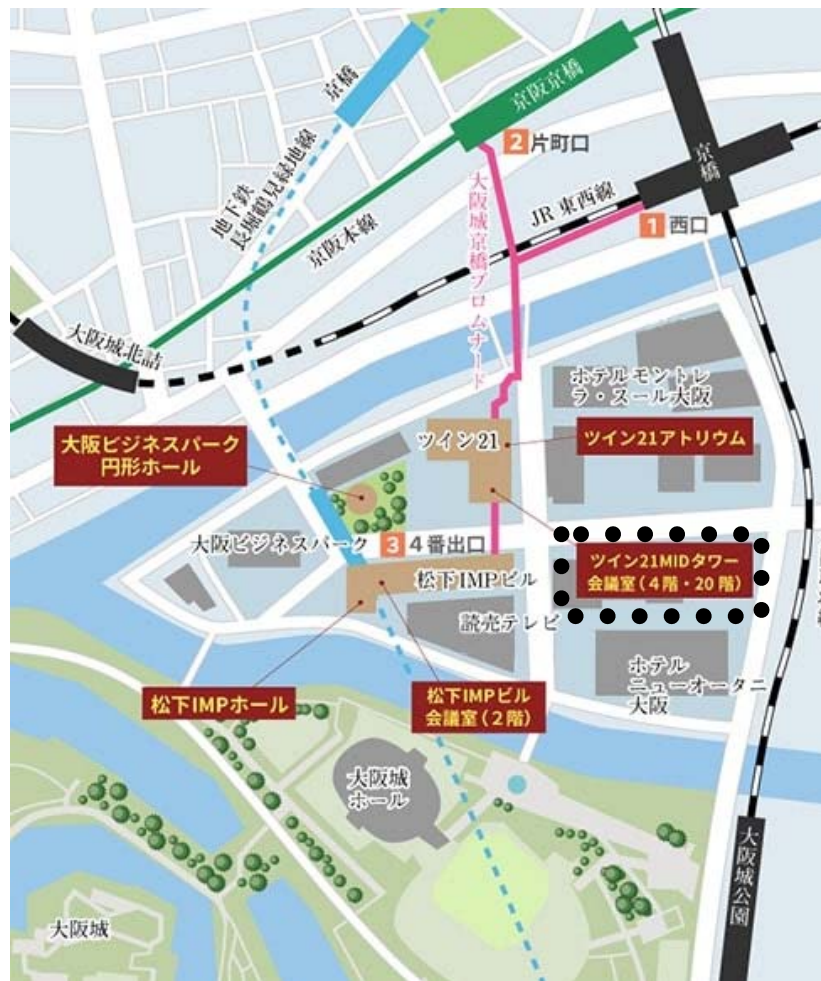 京阪京橋
京橋
2 片町口
地下鉄
長堀鶴見緑地線
京阪本線
大阪城京橋プロムナード
JR 東西線
京橋
1 西口
大阪城北詰
ホテルモントレ
ラ・スール大阪
大阪ビジネスパーク
円形ホール
ツイン21
ツイン21アトリウム
大阪ビジネスパーク
3 4番出口
ツイン21MIDタワー
会議室(4階・20階)
松下IMPビル
読売テレビ
ホテル
ニューオータニ
大阪
松下IMPホール
松下IMPビル
会議室(2階)
大阪城
ホール
大阪城公園
大阪城